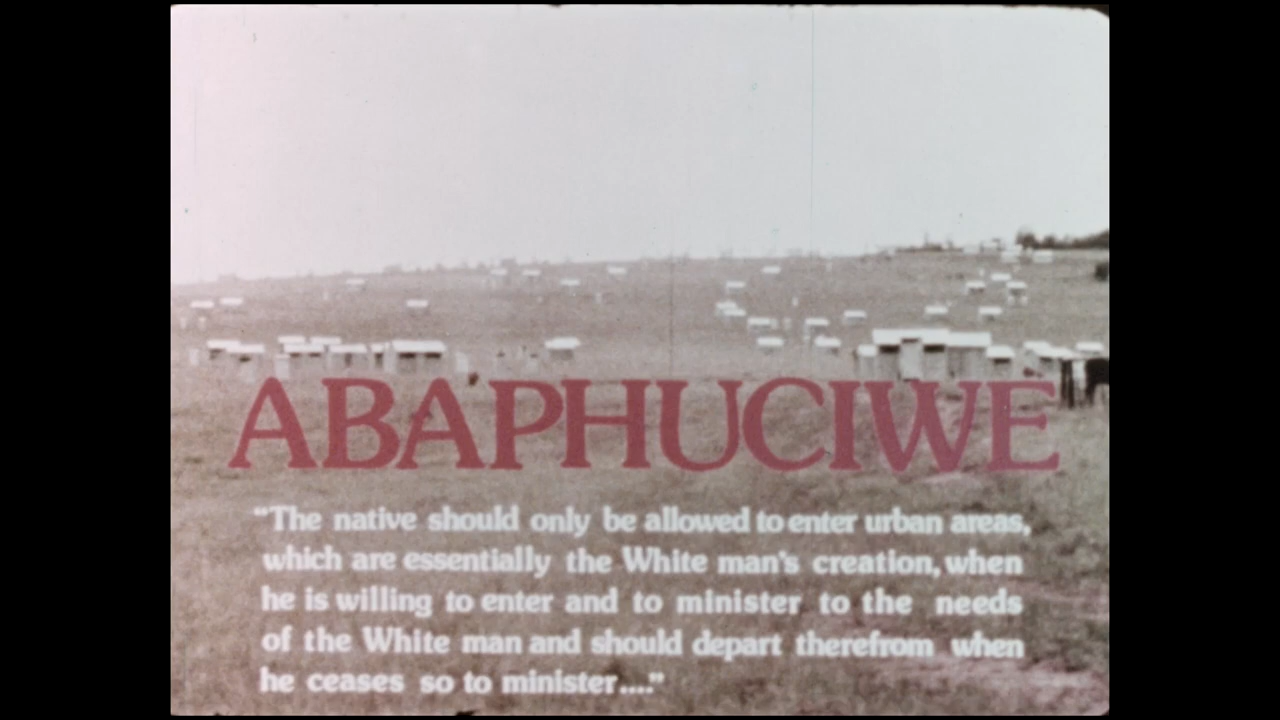 ABAPHUCIWE
“The native should only be allowed to enter urban areas,
which are essentially the White man's creation, when
he is willing to enter and to minister to the needs
of the White man and should depart therefrom when
he ceases so to minister....”